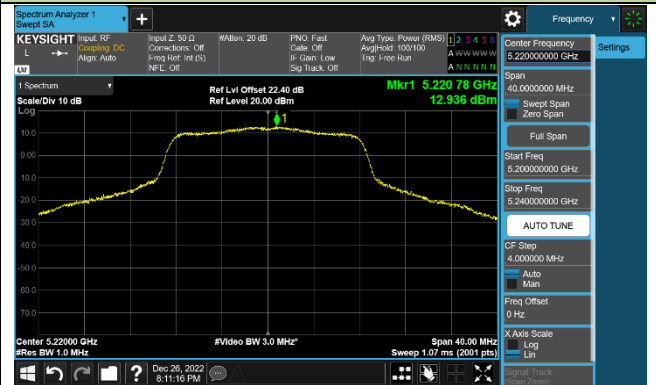 Spectrum Analyzer 1
Swept SA
+
Frequency
KEYSIGHT
L
Input: RF
Coupling: DC
Align: Auto
Input Z: 50 Ω
Corrections: Off
Freq Ref: Int (S)
NFE: Off
#Atten: 20 dB
PNO: Fast
Gate: Off
IF Gain: Low
Sig Track: Off
Avg Type: Power (RMS)
Avg|Hold: 100/100
Trig: Free Run
1 2 3 4 5 6
A W W W W W
A N N N N N
1 Spectrum
Scale/Div 10 dB
Log
Ref Lvl Offset 22.40 dB
Ref Level 20.00 dBm
Mkr1 5.220 78 GHz
12.936 dBm
1
10.0
0.00
-10.0
-20.0
-30.0
-40.0
-50.0
-60.0
-70.0
Center 5.22000 GHz
#Res BW 1.0 MHz
#Video BW 3.0 MHz*
Span 40.00 MHz
Sweep 1.07 ms (2001 pts)
Dec 26, 2022
8:11:16 PM
?
Settings
Center Frequency
5.220000000 GHz
Span
40.0000000 MHz
Swept Span
Zero Span
Full Span
Start Freq
5.200000000 GHz
Stop Freq
5.240000000 GHz
AUTO TUNE
CF Step
4.000000 MHz
Auto
Man
Freq Offset
0 Hz
X Axis Scale
Log
Lin
Signal Track
(Span Zoom)